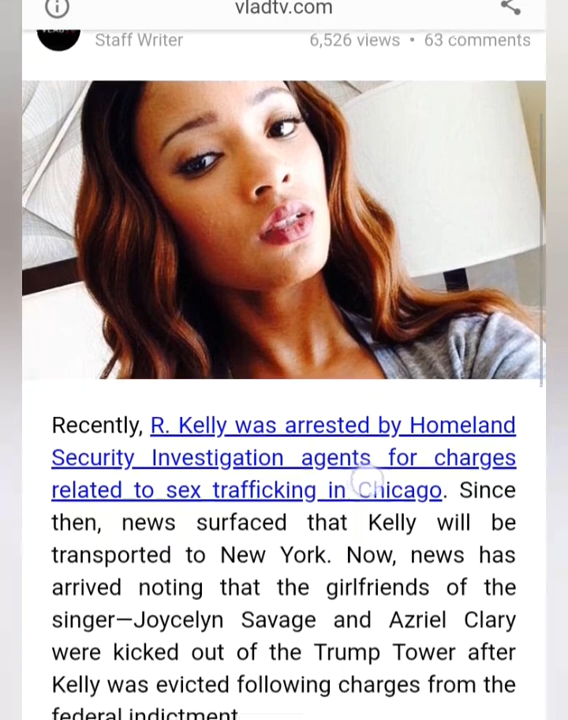 vladtv.com
Staff Writer 6,526 views • 63 comments
Recently, R. Kelly was arrested by Homeland
Security Investigation agents for charges
related to sex trafficking in Chicago. Since
then, news surfaced that Kelly will be
transported to New York. Now, news has
arrived noting that the girlfriends of the
singer—Joycelyn Savage and Azriel Clary
were kicked out of the Trump Tower after
Kelly was evicted following charges from the
federal indictment